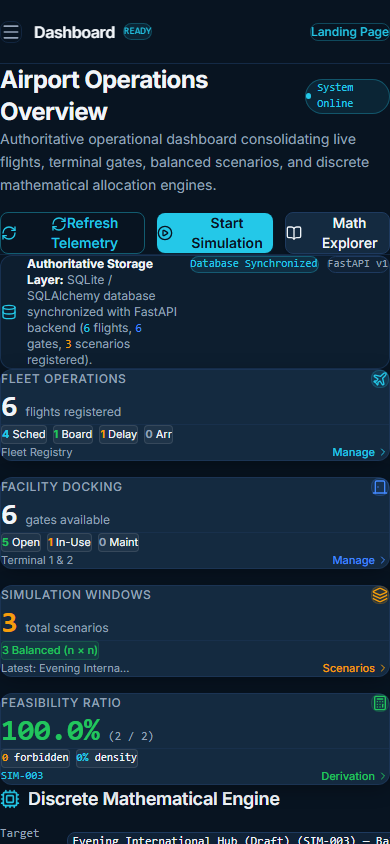 Dashboard READY Landing Page
Airport Operations
Overview
System
Online
Authoritative operational dashboard consolidating live
flights, terminal gates, balanced scenarios, and discrete
mathematical allocation engines.
Refresh
Telemetry
Start
Simulation
Math
Explorer
Authoritative Storage
Layer: SQLite /
SQLAlchemy database
synchronized with FastAPI
backend (6 flights, 6
gates, 3 scenarios
registered).
Database Synchronized
FastAPI v1
FLEET OPERATIONS
6 flights registered
4 Sched 1 Board 1 Delay 0 Arr
Fleet Registry Manage >
FACILITY DOCKING
6 gates available
5 Open 1 In-Use 0 Maint
Terminal 1 & 2 Manage >
SIMULATION WINDOWS
3 total scenarios
3 Balanced (n × n)
Latest: Evening Interna... Scenarios >
FEASIBILITY RATIO
100.0% (2 / 2)
0 forbidden 0% density
SIM-003 Derivation >
Discrete Mathematical Engine
Target
Evening International Hub (Draft) (SIM-003) — Ba